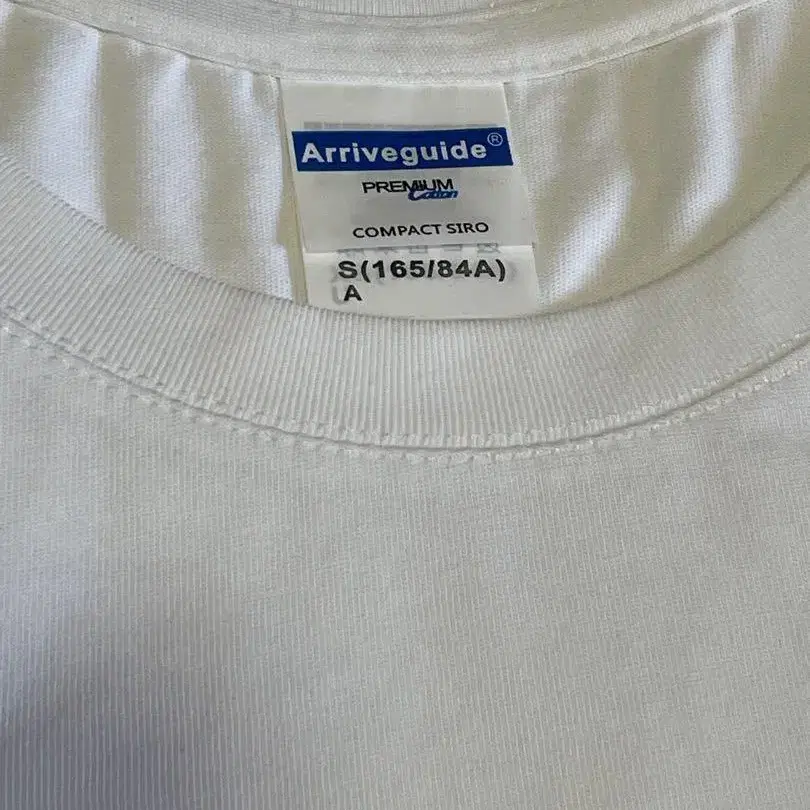 Arriveguide®
PREMIUM
Cotton
COMPACT SIRO
S(165/84A)
A